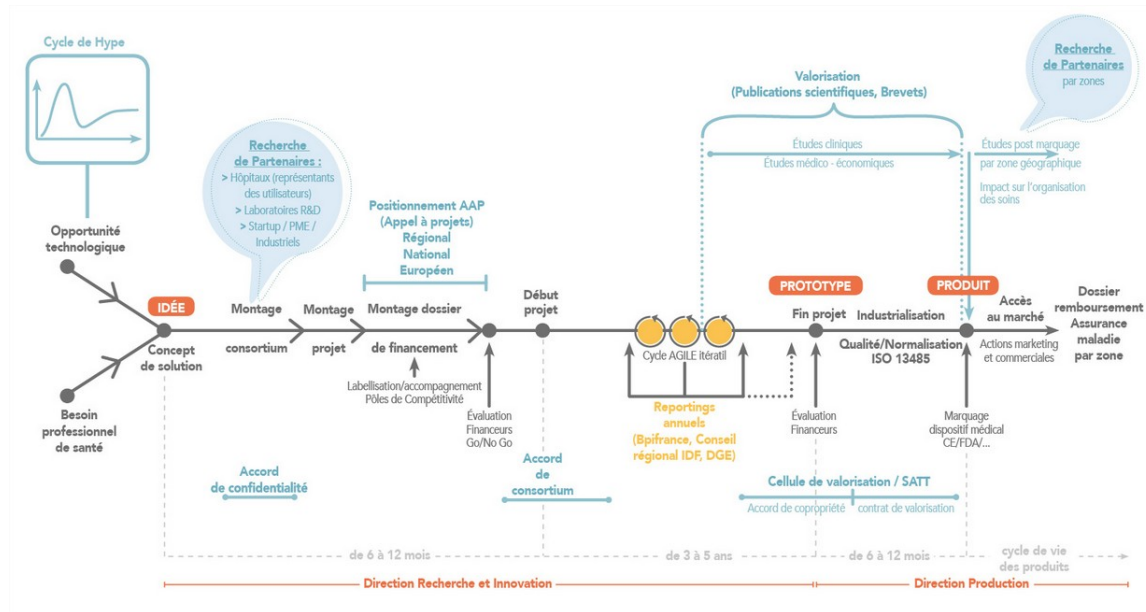 Cycle de Hype
Recherche
de Partenaires :
> Hôpitaux (représentants
des utilisateurs)
> Laboratoires R&D
> Startup / PME /
Industriels
Valorisation
(Publications scientifiques, Brevets)
Recherche
de Partenaires
par zones
Études cliniques
Études médico - économiques
Études post marquage
par zone géographique
Impact sur l'organisation
des soins
Opportunité
technologique
Positionnement AAP
(Appel à projets)
Régional
National
Européen
IDÉE
Concept
de solution
Montage
consortium
Montage
projet
Montage dossier
de financement
Début
projet
PROTOTYPE
Fin projet
PRODUIT
Industrialisation
Qualité/Normalisation
ISO 13485
Accès
au marché
Actions marketing
et commerciales
Dossier
remboursement
Assurance
maladie
par zone
Cycle AGILE itératif
Labellisation/accompagnement
Pôles de Compétitivité
Évaluation
Financeurs
Go/No Go
Reportings
annuels
(Bpifrance, Conseil
régional IDF, DGE)
Évaluation
Financeurs
Marquage
dispositif médical
CE/FDA/...
Besoin
professionnel
de santé
Accord
de confidentialité
Accord
de
consortium
Cellule de valorisation / SATT
Accord de copropriété
contrat de valorisation
de 6 à 12 mois
de 3 à 5 ans
de 6 à 12 mois
cycle de vie
des produits
Direction Recherche et Innovation
Direction Production